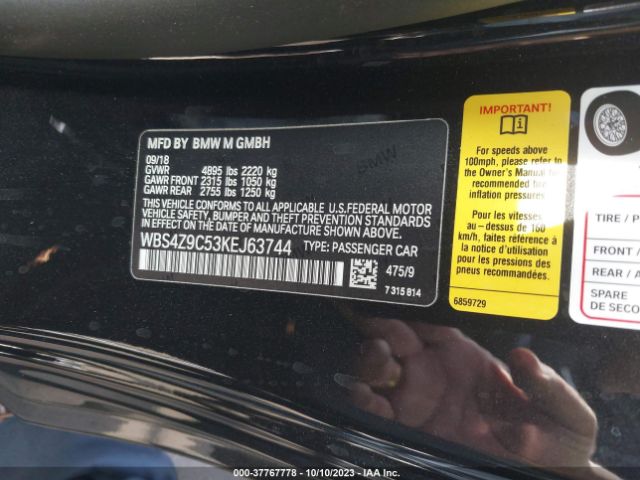 MFD BY BMW M GMBH
09/18
GVWR 4895 lbs 2220 kg
GAWR FRONT 2315 lbs 1050 kg
GAWR REAR 2755 lbs 1250 kg
THIS VEHICLE CONFORMS TO ALL APPLICABLE U.S.FEDERAL MOTOR
VEHICLE SAFETY, BUMPER AND THEFT PREVENTION STANDARDS
IN EFFECT ON THE DATE OF MANUFACTURE SHOWN ABOVE.
WBS4Z9C53KEJ63744 TYPE: PASSENGER CAR
475/9
7 315 814
BMW
IMPORTANT!
For speeds above
100mph, please refer to
the Owner's Manual for
recommended
inflation pressures
Pour les vitesses
au - dessus de 160
km/h, référez à la
notice d'utilisation
pour les pressions des
pneus recommandées.
6859729
TIRE / P
FRONT /
REAR / A
SPARE
DE SECO
000-37767778 - 10/10/2023 - IAA Inc.